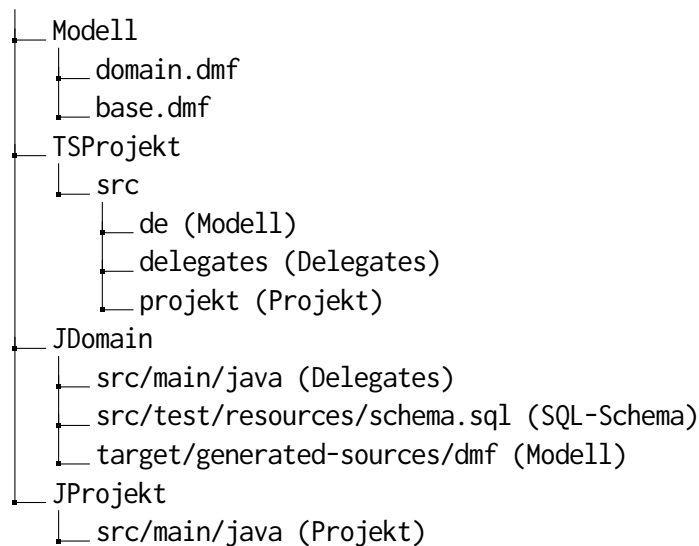 Modell
domain.dmf
base.dmf
TSProjekt
src
de (Modell)
delegates (Delegates)
projekt (Projekt)
JDomain
src/main/java (Delegates)
src/test/resources/schema.sql (SQL-Schema)
target/generated-sources/dmf (Modell)
JProjekt
src/main/java (Projekt)